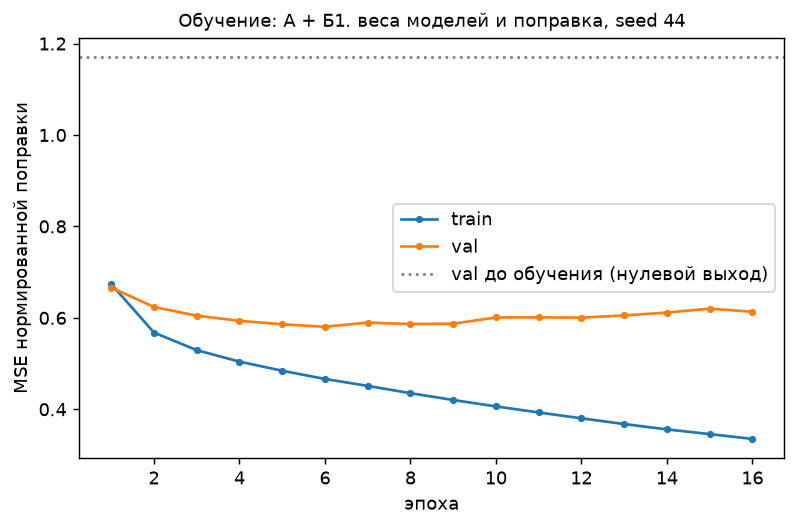 Обучение: А + Б1. веса моделей и поправка, seed 44
MSE нормированной поправки
1.2
1.0
0.8
0.6
0.4
train
val
val до обучения (нулевой выход)
2 4 6 8 10 12 14 16
эпоха